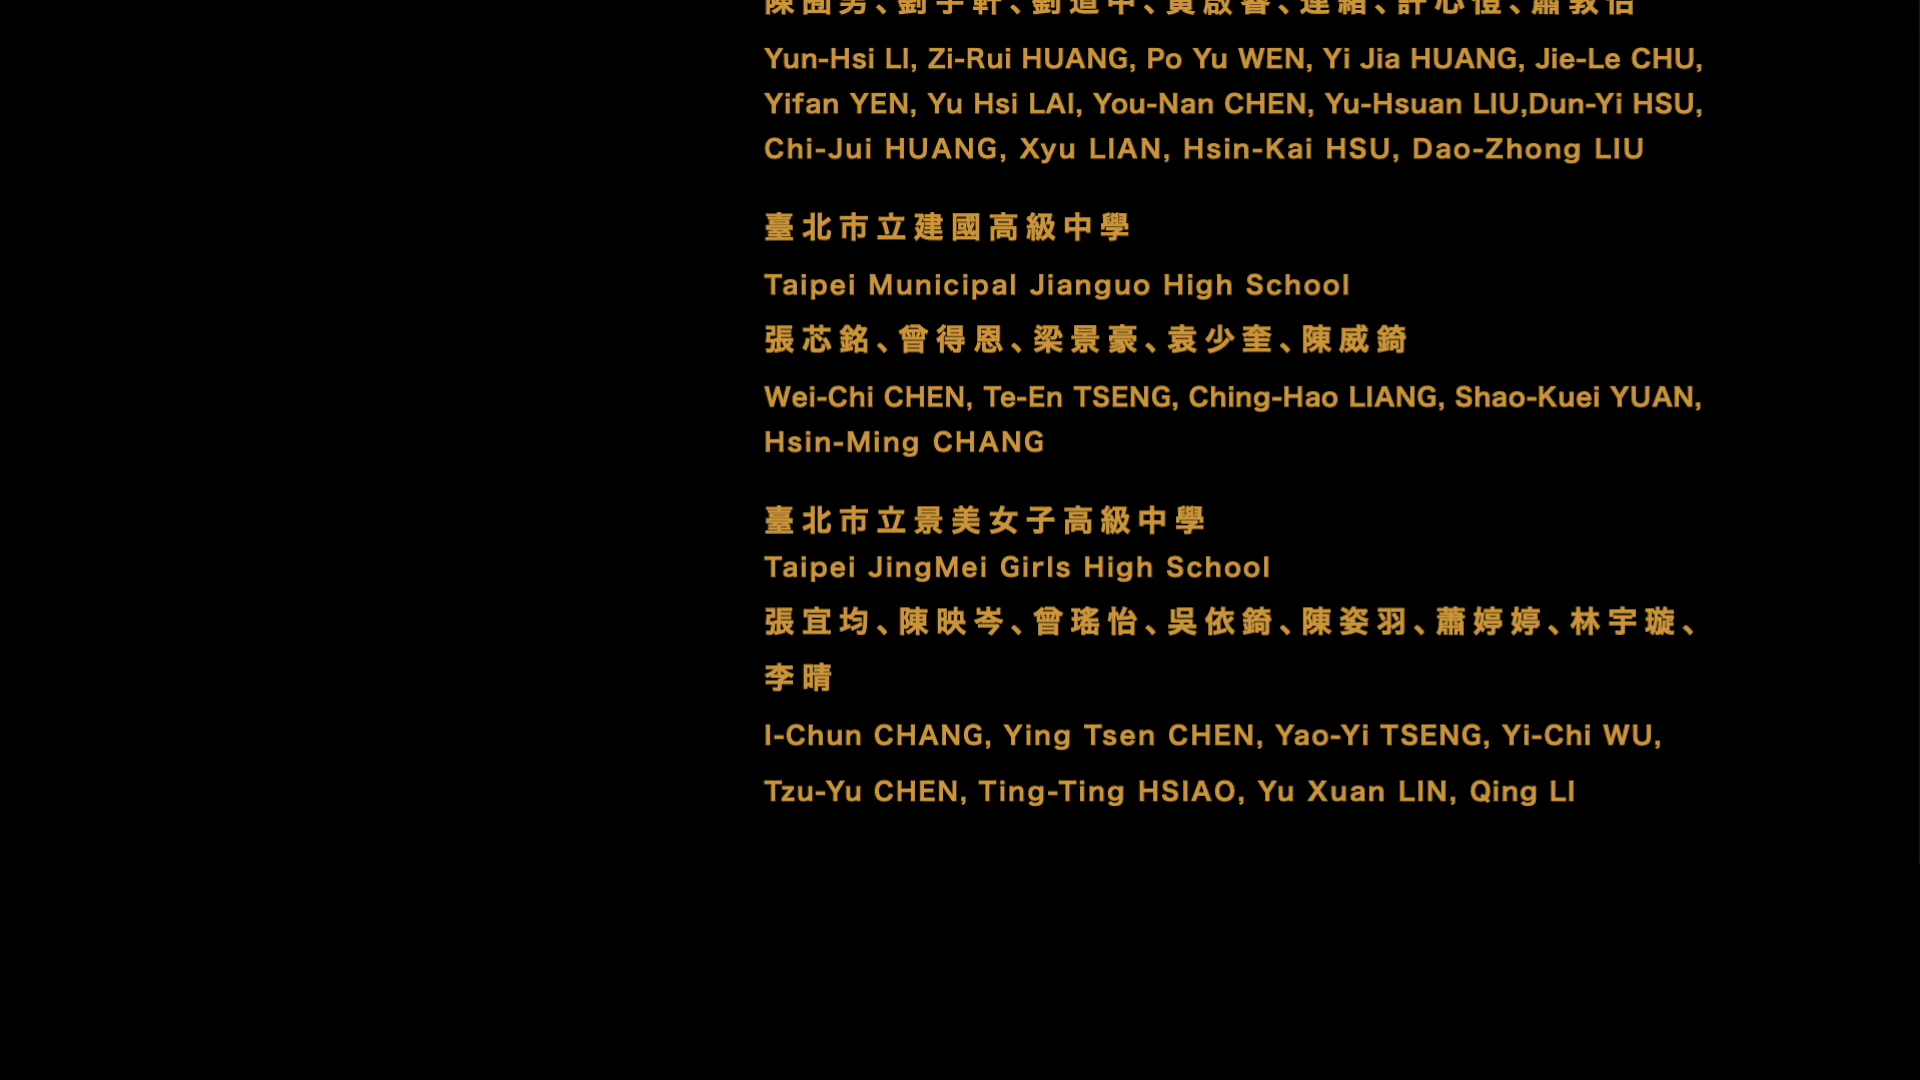 Yun-Hsi LI, Zi-Rui HUANG, Po Yu WEN, Yi Jia HUANG, Jie-Le CHU,
Yifan YEN, Yu Hsi LAI, You-Nan CHEN, Yu-Hsuan LIU,Dun-Yi HSU,
Chi-Jui HUANG, Xyu LIAN, Hsin-Kai HSU, Dao-Zhong LIU
臺北市立建國高級中學
Taipei Municipal Jianguo High School
張芯銘、曾得恩、梁景豪、袁少奎、陳威錡
Wei-Chi CHEN, Te-En TSENG, Ching-Hao LIANG, Shao-Kuei YUAN,
Hsin-Ming CHANG
臺北市立景美女子高級中學
Taipei JingMei Girls High School
張宜均、陳映岑、曾瑤怡、吳依錡、陳姿羽、蕭婷婷、林宇璇、
李晴
I-Chun CHANG, Ying Tsen CHEN, Yao-Yi TSENG, Yi-Chi WU,
Tzu-Yu CHEN, Ting-Ting HSIAO, Yu Xuan LIN, Qing LI